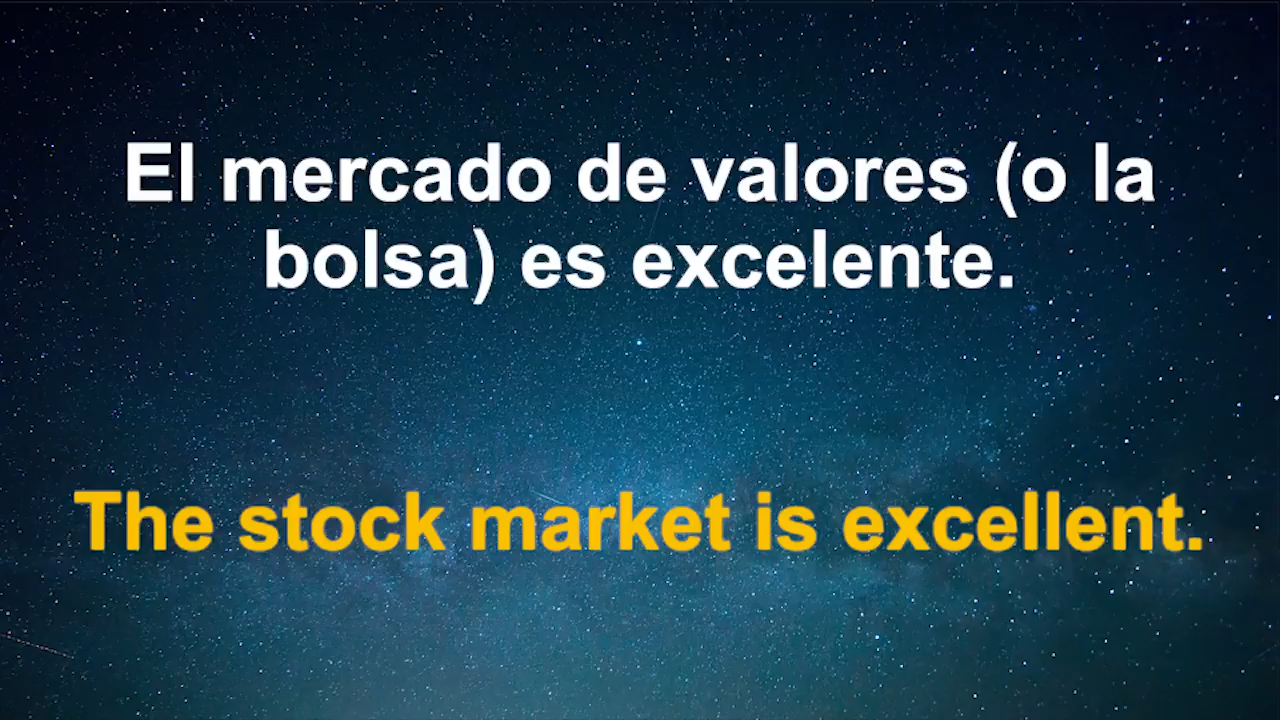 El mercado de valores (o la
bolsa) es excelente.
The stock market is excellent.